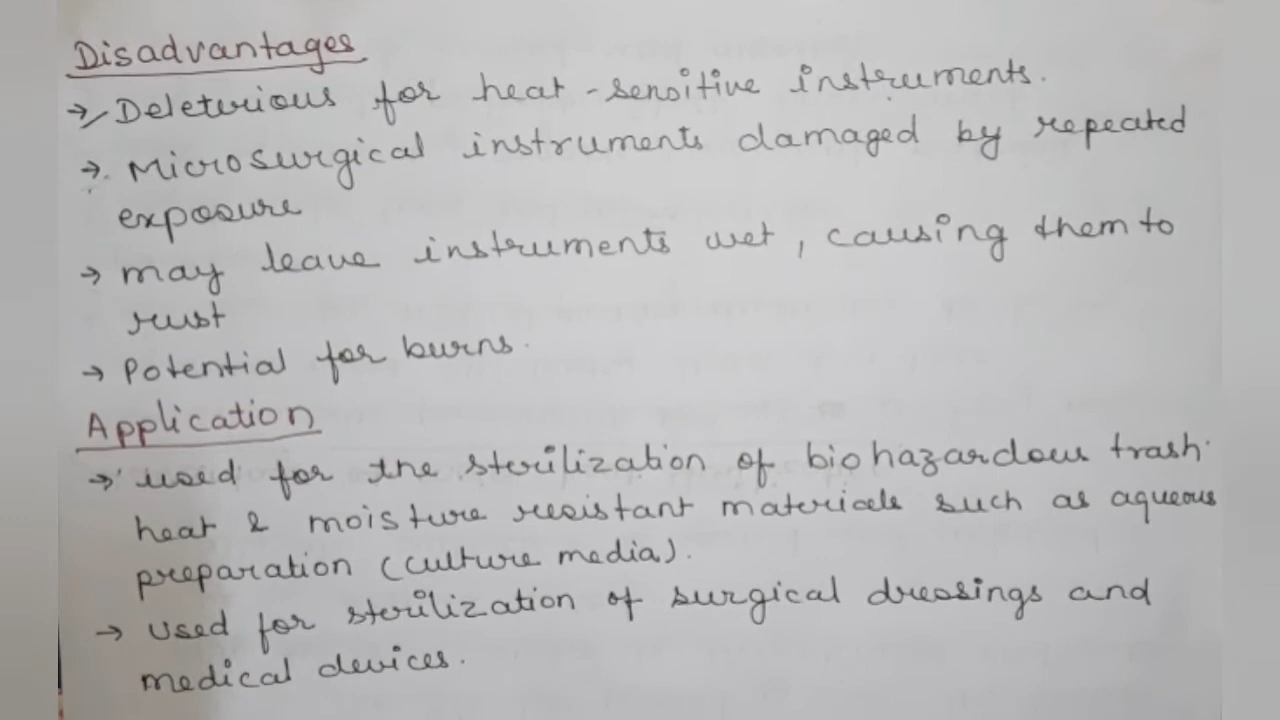 Disadvantages
→ Deleterious for heat-sensitive instruments.
→ Microsurgical instruments damaged by repeated
exposure
→ may leave instruments wet, causing them to
rust
→ Potential for burns.
Application
→ used for the sterilization of biohazardous trash
heat & moisture resistant materials such as aqueous
preparation (culture media).
→ Used for sterilization of surgical dressings and
medical devices.